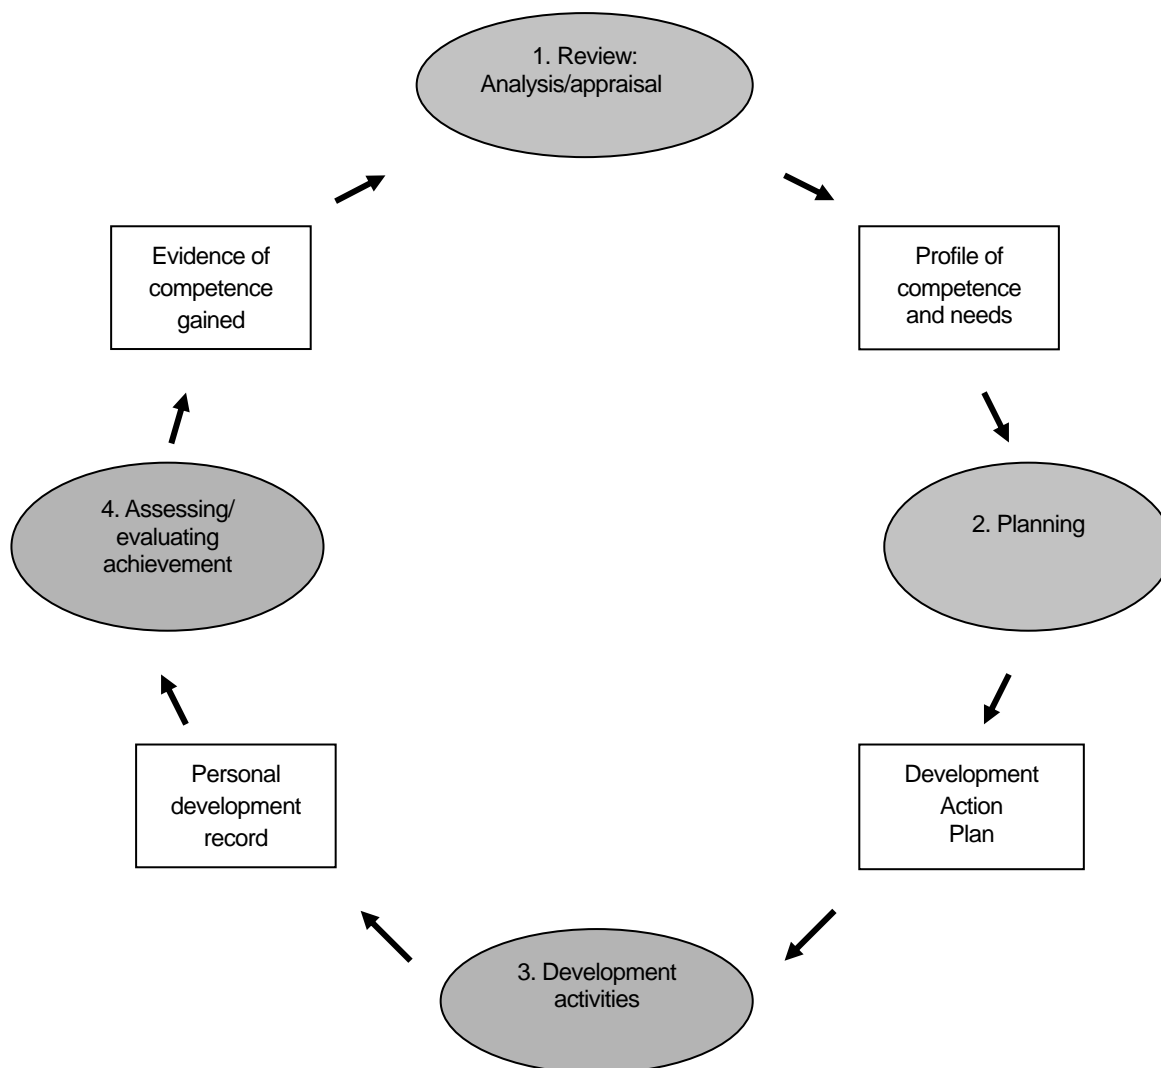 1. Review:
Analysis/appraisal
Evidence of
competence
gained
Profile of
competence
and needs
4. Assessing/
evaluating
achievement
2. Planning
Personal
development
record
Development
Action
Plan
3. Development
activities